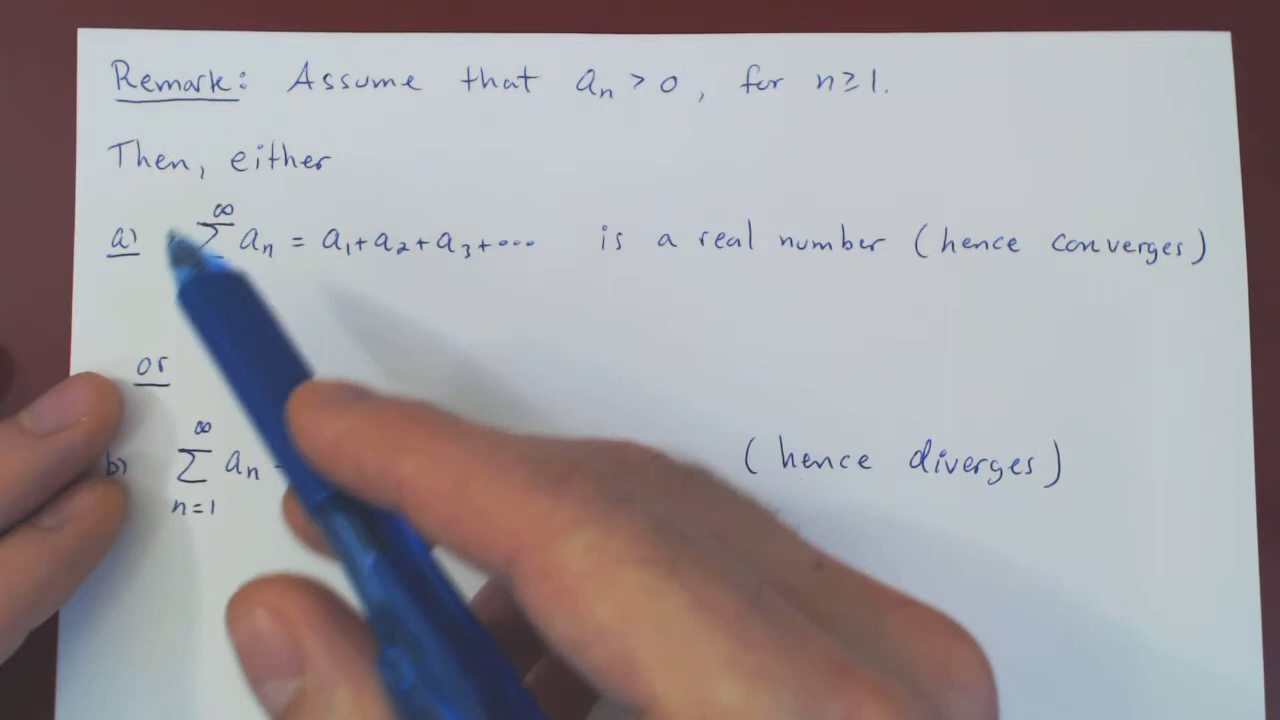 Remark: Assume that aₙ > 0, for n ≥ 1.
Then, either
a) ∑^∞ aₙ = a₁ + a₂ + a₃ + ⋯ is a real number (hence converges)
or
b) ∑_{n=1}^∞ aₙ (hence diverges)